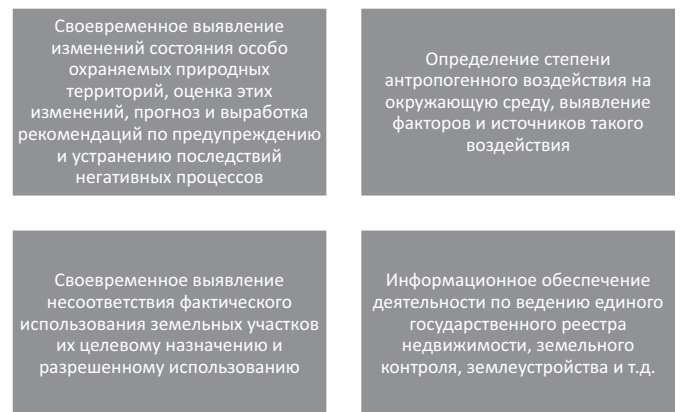 Своевременное выявление
изменений состояния особо
охраняемых природных
территорий, оценка этих
изменений, прогноз и выработка
рекомендаций по предупреждению
и устранению последствий
негативных процессов
Определение степени
антропогенного воздействия на
окружающую среду, выявление
факторов и источников такого
воздействия
Своевременное выявление
несоответствия фактического
использования земельных участков
их целевому назначению и
разрешенному использованию
Информационное обеспечение
деятельности по ведению единого
государственного реестра
недвижимости, земельного
контроля, землеустройства и т.д.